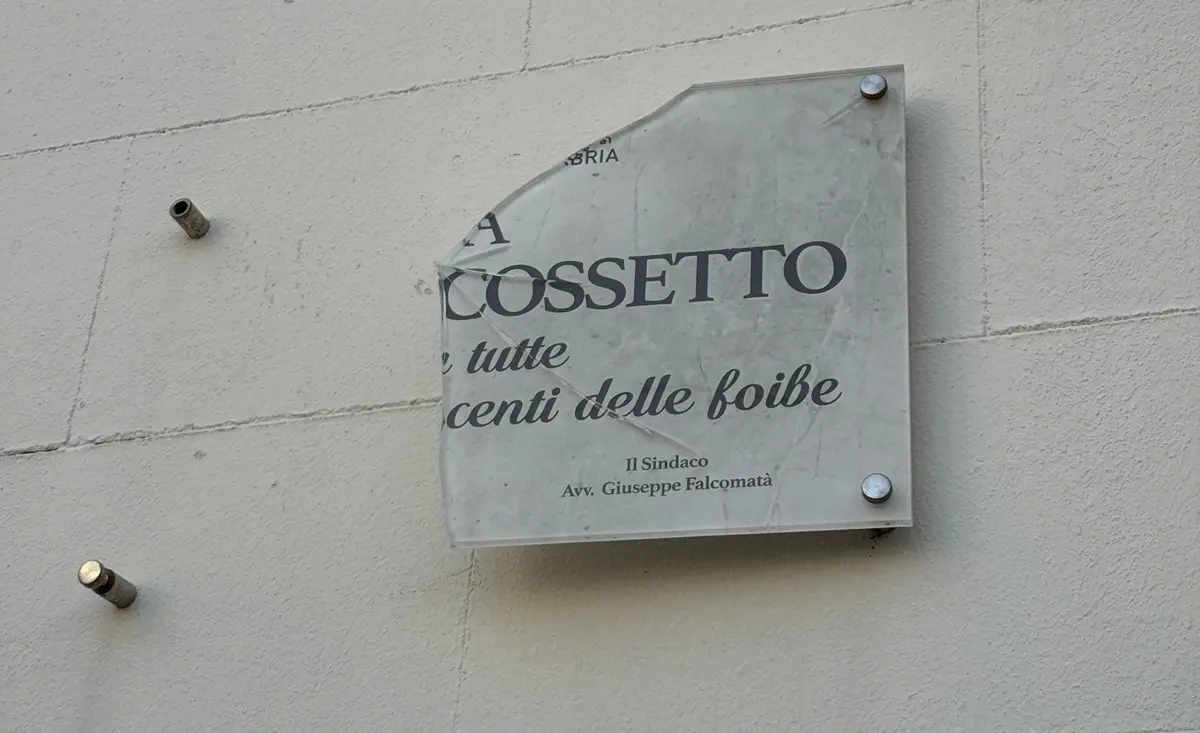 BRIA
A
COSSETTO
tutte
centi delle foibe
Il Sindaco
Avv. Giuseppe Falcomatà